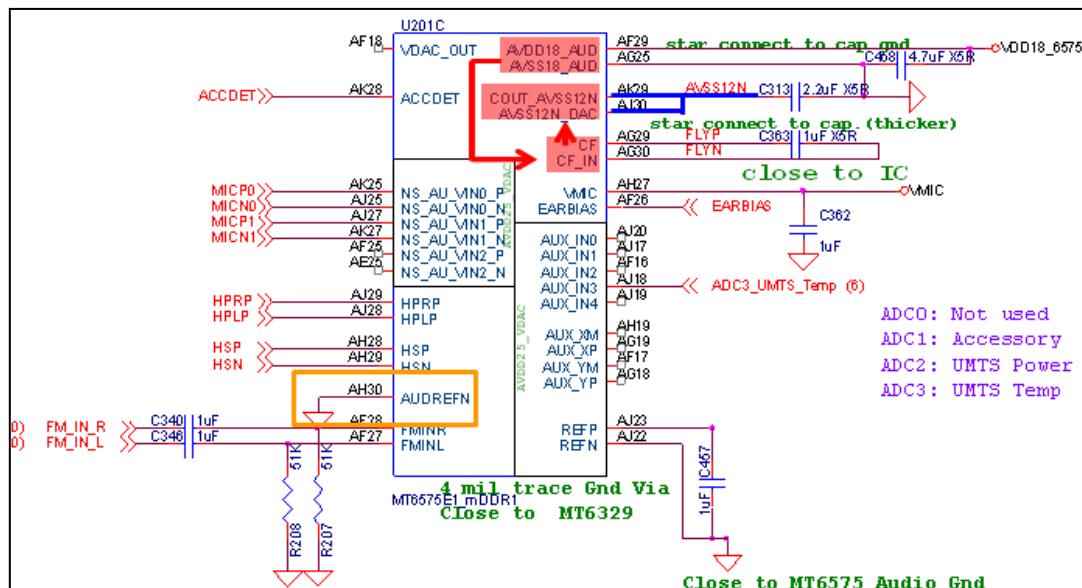 U201C
AF18 VDAC_OUT
AVDD18_AUD AF29
AVSS18_AUD AG25
star connect to cap gnd
C458 4.7uF X5R
VDD18_6575
ACCDET AK28 ACCDET
COUT_AVSS12N AK29 AVSS12N C313 2.2uF X5R
AVSS12N_DAC AJ30
star connect to cap.(thicker)
CF AG29 FLYP C363 1uF X5R
CF_IN AG30 FLYN
close to IC
AVDD25_VDAC
MICP0 AK25 NS_AU_VIN0_P
MICN0 AJ25 NS_AU_VIN0_N
MICP1 AJ27 NS_AU_VIN1_P
MICN1 AK27 NS_AU_VIN1_N
AF25 NS_AU_VIN2_P
AE25 NS_AU_VIN2_N
VMIC AH27 VMIC
EARBIAS AF26 EARBIAS
C362
1uF
AUX_IN0 AJ20
AUX_IN1 AJ17
AUX_IN2 AF16
AUX_IN3 AJ18 ADC3_UMTS_Temp (6)
AUX_IN4 AJ19
HPRP AJ29 HPRP
HPLP AJ28 HPLP
HSP AH28 HSP
HSN AH29 HSN
AVDD25_VDAC
AUX_XM AH19
AUX_XP AG19
AUX_YM AF17
AUX_YP AG18
ADC0: Not used
ADC1: Accessory
ADC2: UMTS Power
ADC3: UMTS Temp
AH30 AUDREFN
0) FM_IN_R C340 1uF AF28 FMINR
0) FM_IN_L C346 1uF AF27 FMINL
REFP AJ23
REFN AJ22
51K
51K
R208
R207
C457
1uF
MT6575E1_mDDR1
4 mil trace Gnd Via
Close to MT6329
Close to MT6575 Audio Gnd